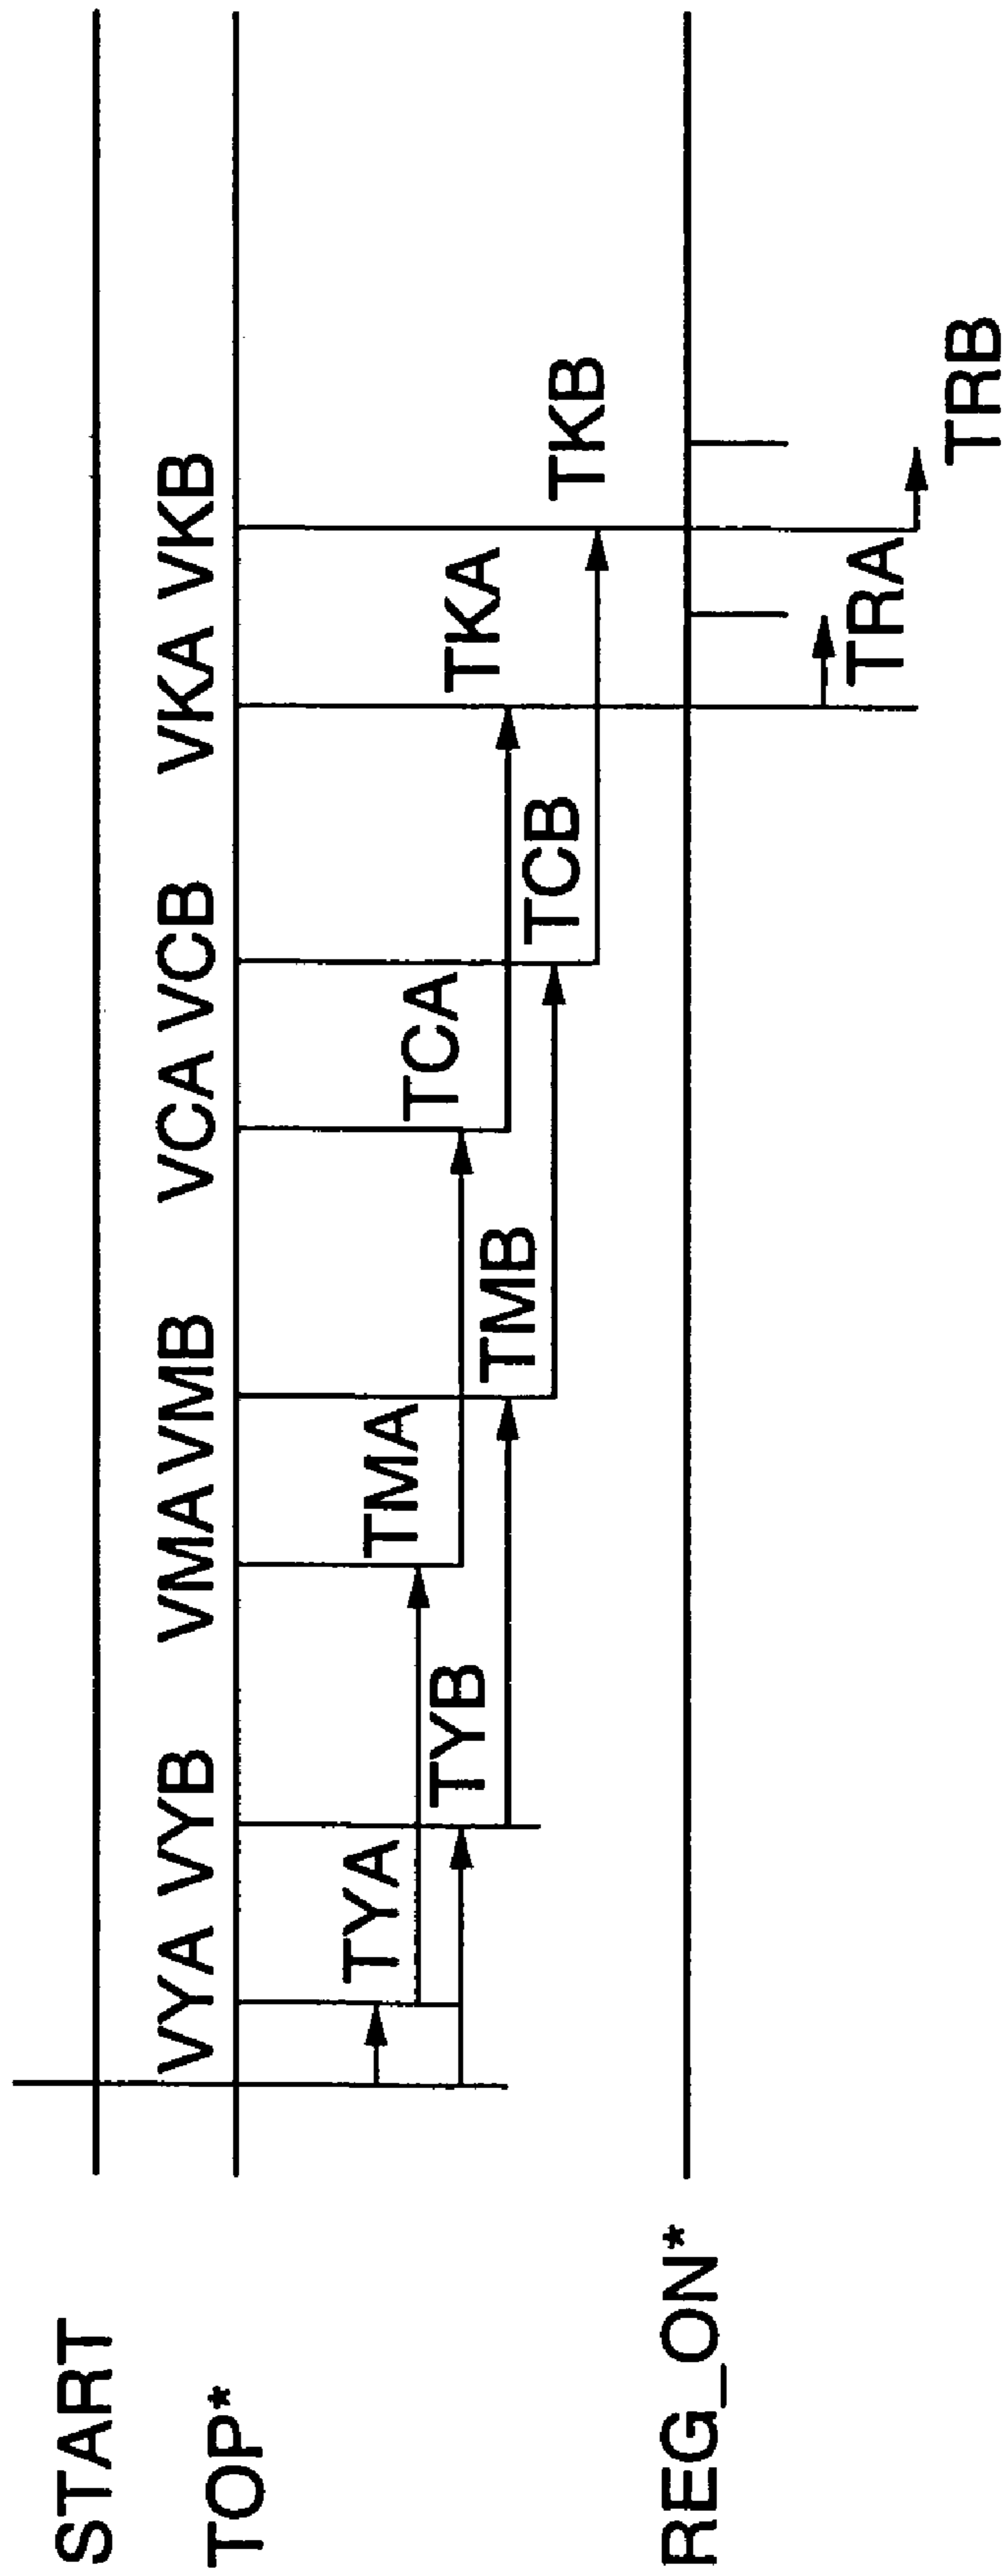 START
TOP*
VYA VYB VMA VMB VCA VCB VKA VKB
TYA
TMA
TCA
TKA
TYB
TMB
TCB
TKB
REG_ON*
TRA
TRB